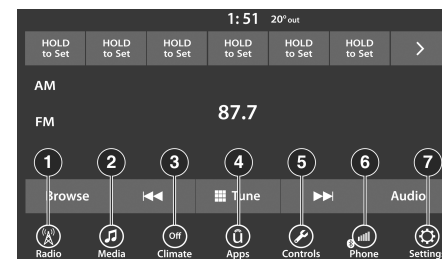 1:51 20° out
HOLD to Set HOLD to Set HOLD to Set HOLD to Set HOLD to Set HOLD to Set
AM
87.7
FM
1 2 3 4 5 6 7
Browse Tune Audio
Off
Radio Media Climate Apps Controls Phone Setting